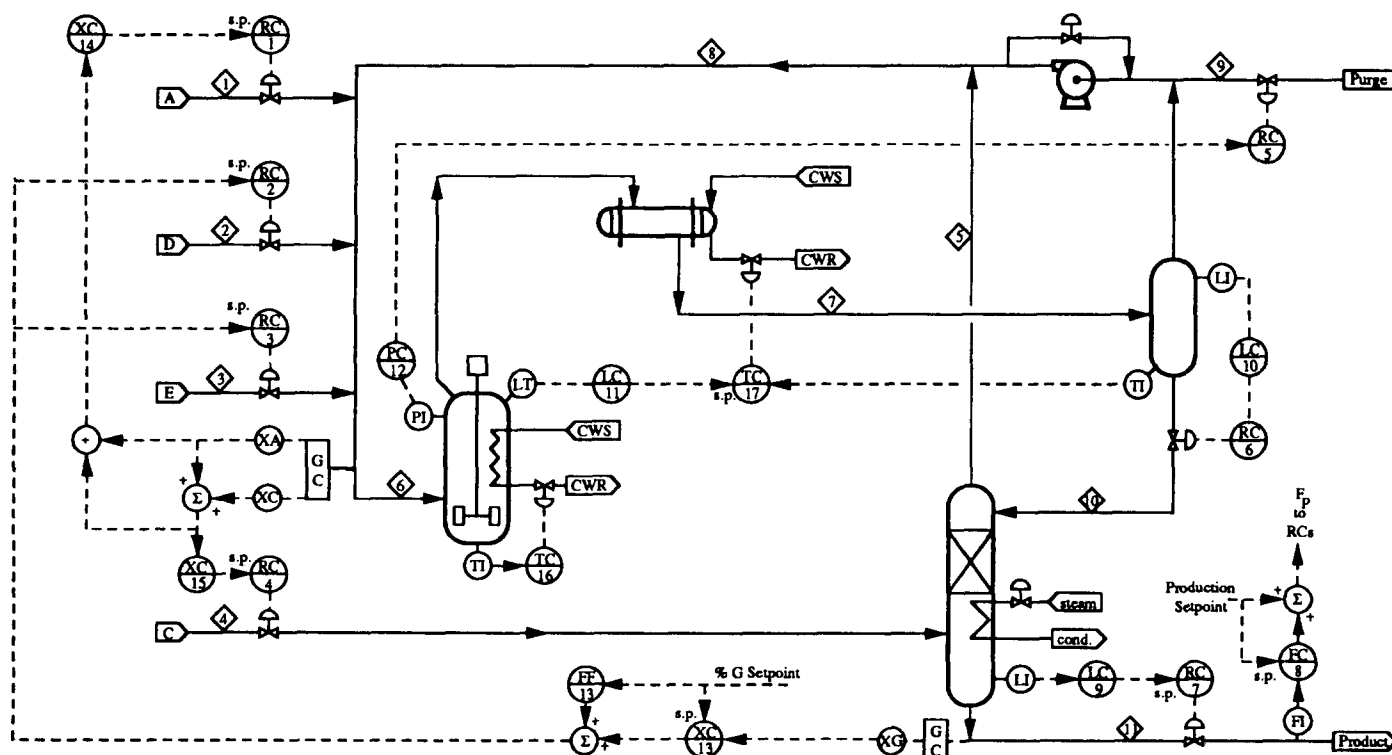 XC 14
s.p.
RC 1
1
A
8
9
Purge
RC 5
s.p.
RC 2
2
D
CWS
CWR
5
7
LI
LC 10
TI
RC 6
s.p.
RC 3
3
E
PC 12
PI
LT
LC 11
s.p.
TC 17
CWS
CWR
÷
XA
GC
+
Σ
+
XC
6
TI
TC 16
XC 15
s.p.
RC 4
4
C
10
steam
cond.
Fp
to
RCs
Production
Setpoint
+
Σ
+
s.p.
FC 8
FI
LI
LC 9
s.p.
RC 7
11
Product
% G Setpoint
FF 13
+
Σ
+
s.p.
XC 13
XG
GC